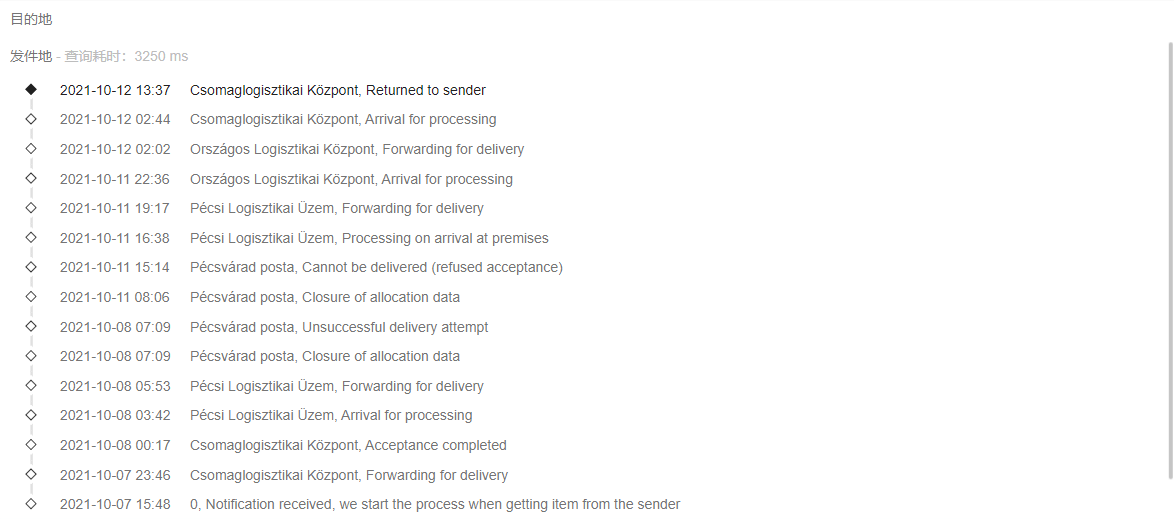 目的地
发件地 - 查询耗时：3250 ms
2021-10-12 13:37 Csomaglogisztikai Központ, Returned to sender
2021-10-12 02:44 Csomaglogisztikai Központ, Arrival for processing
2021-10-12 02:02 Országos Logisztikai Központ, Forwarding for delivery
2021-10-11 22:36 Országos Logisztikai Központ, Arrival for processing
2021-10-11 19:17 Pécsi Logisztikai Üzem, Forwarding for delivery
2021-10-11 16:38 Pécsi Logisztikai Üzem, Processing on arrival at premises
2021-10-11 15:14 Pécsvárad posta, Cannot be delivered (refused acceptance)
2021-10-11 08:06 Pécsvárad posta, Closure of allocation data
2021-10-08 07:09 Pécsvárad posta, Unsuccessful delivery attempt
2021-10-08 07:09 Pécsvárad posta, Closure of allocation data
2021-10-08 05:53 Pécsi Logisztikai Üzem, Forwarding for delivery
2021-10-08 03:42 Pécsi Logisztikai Üzem, Arrival for processing
2021-10-08 00:17 Csomaglogisztikai Központ, Acceptance completed
2021-10-07 23:46 Csomaglogisztikai Központ, Forwarding for delivery
2021-10-07 15:48 0, Notification received, we start the process when getting item from the sender